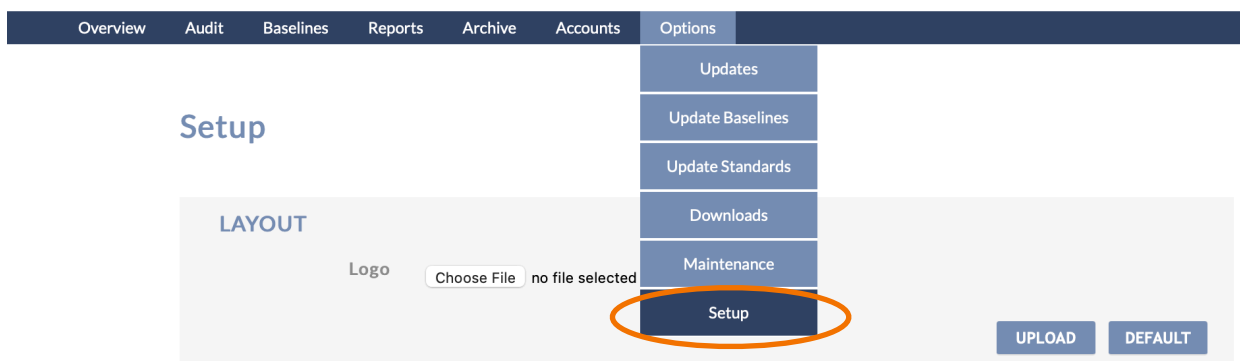 Overview Audit Baselines Reports Archive Accounts Options
Updates
Update Baselines
Setup
Update Standards
Downloads
LAYOUT
Maintenance
Logo Choose File no file selected
Setup
UPLOAD DEFAULT